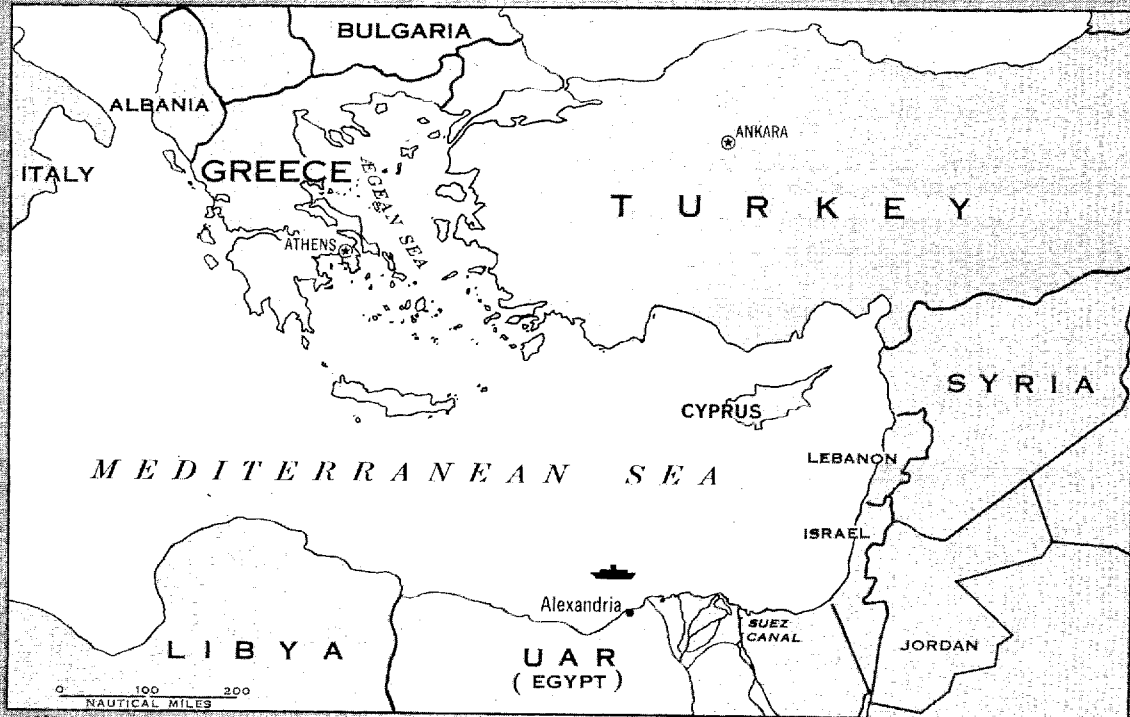 BULGARIA
ALBANIA
ANKARA
ITALY
GREECE
ÆGEAN SEA
TURKEY
ATHENS
SYRIA
CYPRUS
LEBANON
MEDITERRANEAN SEA
ISRAEL
Alexandria
SUEZ
CANAL
LIBYA
UAR
(EGYPT)
JORDAN
0 100 200
NAUTICAL MILES